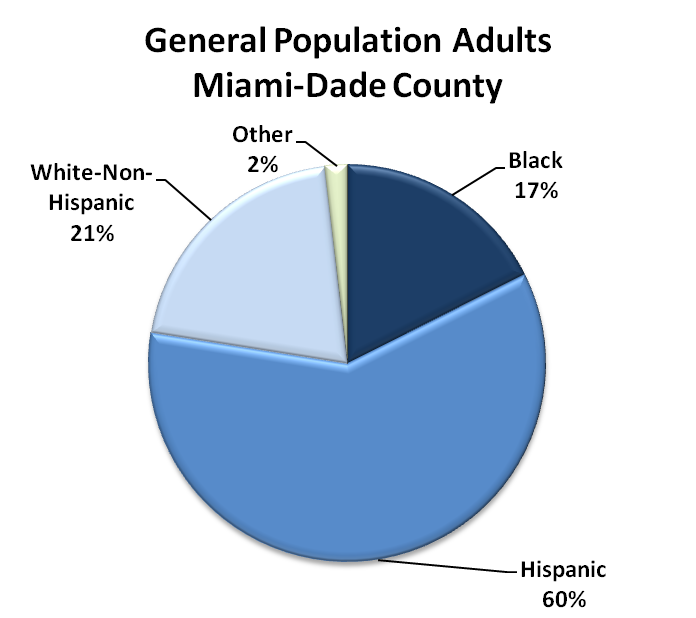 General Population Adults
Miami-Dade County
Other
2%
Black
17%
White-Non-
Hispanic
21%
Hispanic
60%